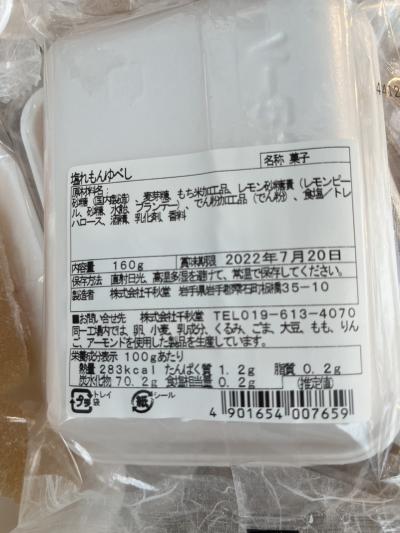 塩れもんゆべし
名称 菓子
原材料名:
砂糖(国内製造)、麦芽糖、もち米加工品、レモン砂糖漬(レモンピー
ル、砂糖、水飴、ブランデー)、でん粉加工品(でん粉)、食塩/トレ
ハロース、酒精、乳化剤、香料
内容量 160g 賞味期限 2022年7月20日
保存方法 直射日光、高温多湿を避けて、常温で保存してください。
製造者 株式会社千秋堂 岩手県岩手郡雫石町板橋35-10
■お問い合せ先 株式会社千秋堂 TEL019-613-4070
同一工場内では、卵、小麦、乳成分、くるみ、ごま、大豆、もも、りん
ご、アーモンドを使用した製品を生産しています。
栄養成分表示 100gあたり
熱量 283kcal たんぱく質 1.2g 脂質 0.2g
炭水化物 70.2g 食塩相当量 0.2g (推定値)
プラ トレイ 袋 紙 シール
4 901654 007659